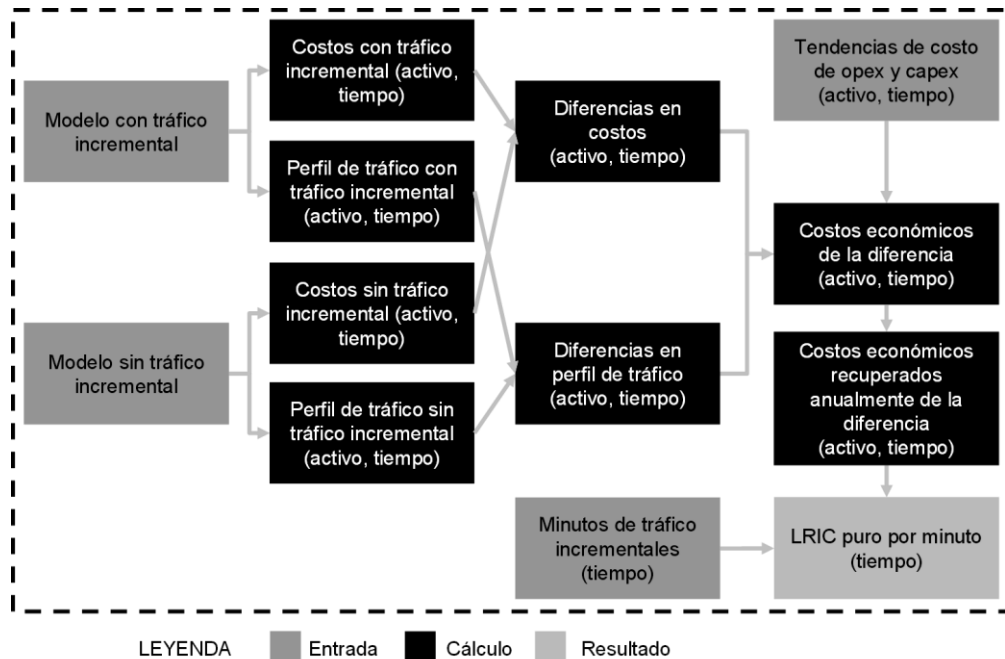 Modelo con tráfico
incremental
Modelo sin tráfico
incremental
Costos con tráfico
incremental (activo,
tiempo)
Perfil de tráfico con
tráfico incremental
(activo, tiempo)
Costos sin tráfico
incremental (activo,
tiempo)
Perfil de tráfico sin
tráfico incremental
(activo, tiempo)
Diferencias en
costos
(activo, tiempo)
Diferencias en
perfil de tráfico
(activo, tiempo)
Minutos de tráfico
incrementales
(tiempo)
Tendencias de costo
de opex y capex
(activo, tiempo)
Costos económicos
de la diferencia
(activo, tiempo)
Costos económicos
recuperados
anualmente de la
diferencia
(activo, tiempo)
LRIC puro por minuto
(tiempo)
LEYENDA
Entrada
Cálculo
Resultado